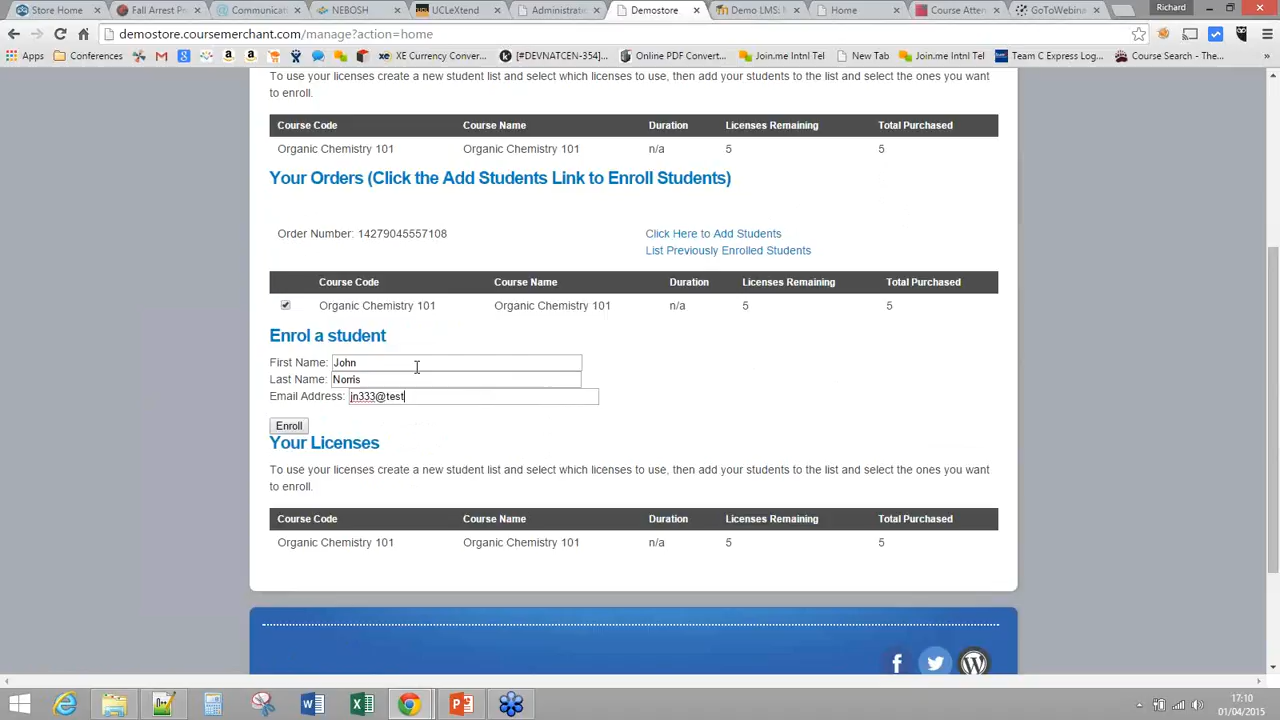 Store Home
Fall Arrest Pr
Communicat
NEBOSH
UCLeXtend
Administrati
Demostore
Demo LMS:
Home
Course Atten
GoToWebina
Richard
demostore.coursemerchant.com/manage?action=home
Apps
Conferences
XE Currency Conver...
[#DEVNATEN-354]...
Online PDF Convert...
Join.me Intnl Tel
New Tab
Join.me Intnl Tel
Team C Express Log...
Course Search - The...
To use your licenses create a new student list and select which licenses to use, then add your students to the list and select the ones you want
to enroll.
Course Code Course Name Duration Licenses Remaining Total Purchased
Organic Chemistry 101 Organic Chemistry 101 n/a 5 5
Your Orders (Click the Add Students Link to Enroll Students)
Order Number: 14279045557108 Click Here to Add Students
List Previously Enrolled Students
Course Code Course Name Duration Licenses Remaining Total Purchased
Organic Chemistry 101 Organic Chemistry 101 n/a 5 5
Enrol a student
First Name: John
Last Name: Norris
Email Address: jn333@test
Enroll
Your Licenses
To use your licenses create a new student list and select which licenses to use, then add your students to the list and select the ones you want
to enroll.
Course Code Course Name Duration Licenses Remaining Total Purchased
Organic Chemistry 101 Organic Chemistry 101 n/a 5 5
17:10
01/04/2015